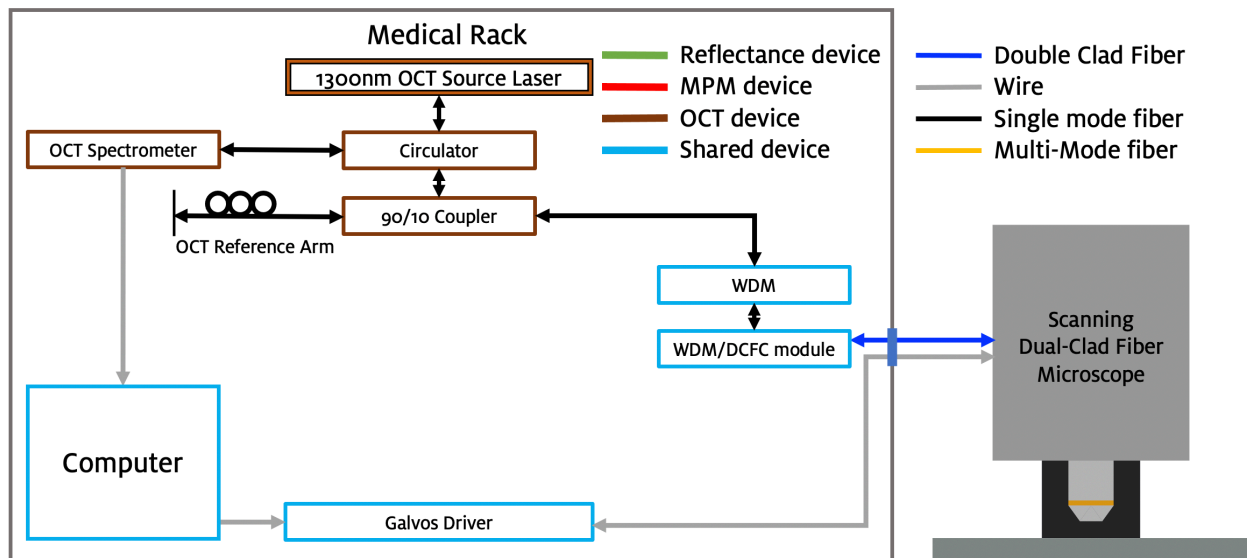 Medical Rack
1300nm OCT Source Laser
OCT Spectrometer
Circulator
90/10 Coupler
OCT Reference Arm
WDM
WDM/DCFC module
Computer
Galvos Driver
Reflectance device
MPM device
OCT device
Shared device
Double Clad Fiber
Wire
Single mode fiber
Multi-Mode fiber
Scanning
Dual-Clad Fiber
Microscope